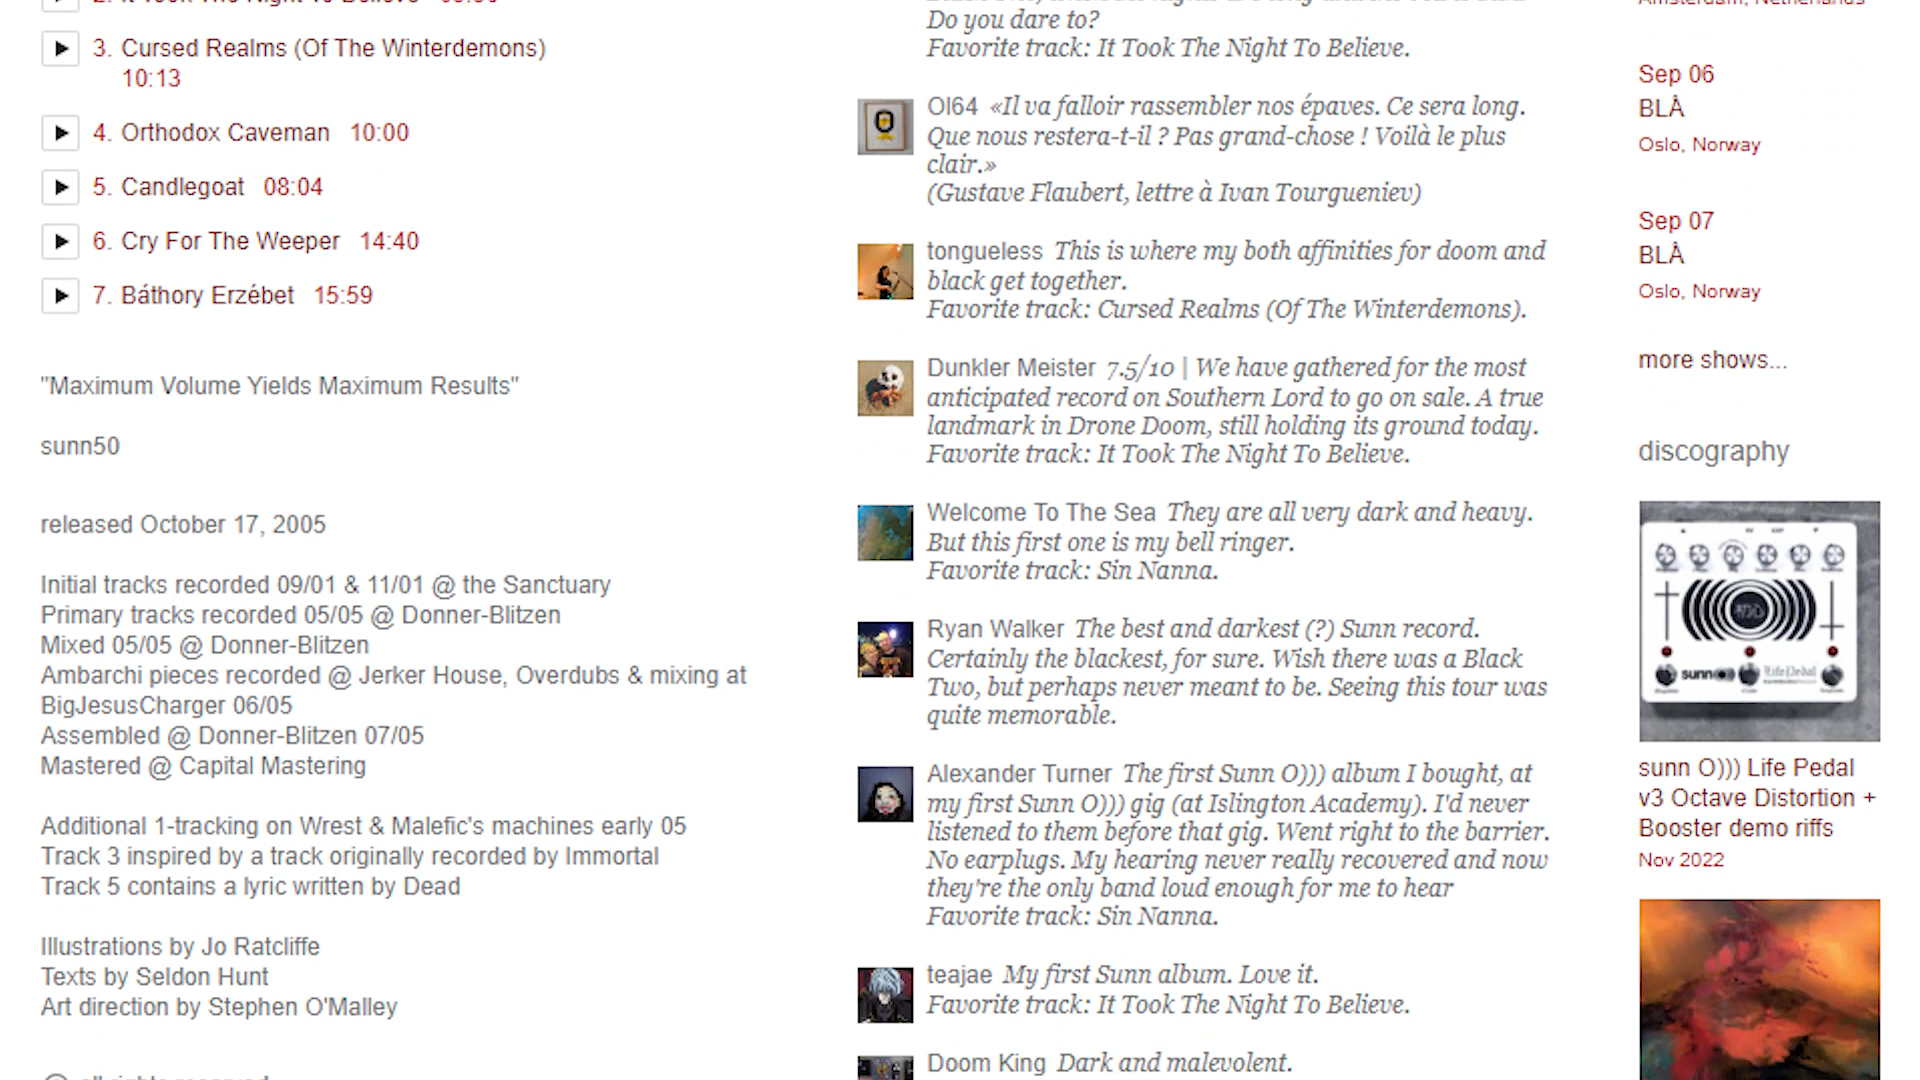 2. It Took The Night To Believe
3. Cursed Realms (Of The Winterdemons)
10:13
4. Orthodox Caveman 10:00
5. Candlegoat 08:04
6. Cry For The Weeper 14:40
7. Báthory Erzébet 15:59
"Maximum Volume Yields Maximum Results"
sunn50
released October 17, 2005
Initial tracks recorded 09/01 & 11/01 @ the Sanctuary
Primary tracks recorded 05/05 @ Donner-Blitzen
Mixed 05/05 @ Donner-Blitzen
Ambarchi pieces recorded @ Jerker House, Overdubs & mixing at
BigJesusCharger 06/05
Assembled @ Donner-Blitzen 07/05
Mastered @ Capital Mastering
Additional 1-tracking on Wrest & Malefic's machines early 05
Track 3 inspired by a track originally recorded by Immortal
Track 5 contains a lyric written by Dead
Illustrations by Jo Ratcliffe
Texts by Seldon Hunt
Art direction by Stephen O'Malley
© all rights reserved
Do you dare to?
Favorite track: It Took The Night To Believe.
Ol64 «Il va falloir rassembler nos épaves. Ce sera long.
Que nous restera-t-il ? Pas grand-chose ! Voilà le plus
clair.»
(Gustave Flaubert, lettre à Ivan Tourgueniev)
tongueless This is where my both affinities for doom and
black get together.
Favorite track: Cursed Realms (Of The Winterdemons).
Dunkler Meister 7.5/10 | We have gathered for the most
anticipated record on Southern Lord to go on sale. A true
landmark in Drone Doom, still holding its ground today.
Favorite track: It Took The Night To Believe.
Welcome To The Sea They are all very dark and heavy.
But this first one is my bell ringer.
Favorite track: Sin Nanna.
Ryan Walker The best and darkest (?) Sunn record.
Certainly the blackest, for sure. Wish there was a Black
Two, but perhaps never meant to be. Seeing this tour was
quite memorable.
Alexander Turner The first Sunn O))) album I bought, at
my first Sunn O))) gig (at Islington Academy). I'd never
listened to them before that gig. Went right to the barrier.
No earplugs. My hearing never really recovered and now
they're the only band loud enough for me to hear
Favorite track: Sin Nanna.
teajae My first Sunn album. Love it.
Favorite track: It Took The Night To Believe.
Doom King Dark and malevolent.
Amsterdam, Netherlands
Sep 06
BLÅ
Oslo, Norway
Sep 07
BLÅ
Oslo, Norway
more shows...
discography
sunn
Life Pedal
sunn O))) Life Pedal
v3 Octave Distortion +
Booster demo riffs
Nov 2022